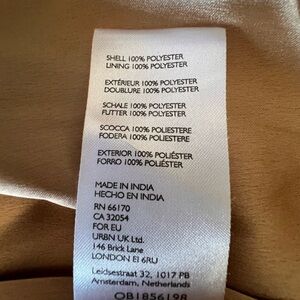 SHELL 100% POLYESTER
LINING 100% POLYESTER
EXTÉRIEUR 100% POLYESTER
DOUBLURE 100% POLYESTER
SCHALE 100% POLYESTER
FUTTER 100% POLYESTER
SCOCCA 100% POLIESTERE
FODERA 100% POLIESTERE
EXTERIOR 100% POLIÉSTER
FORRO 100% POLIÉSTER
MADE IN INDIA
HECHO EN INDIA
RN 66170
CA 32054
FOR EU
URBN UK Ltd.
146 Brick Lane
LONDON E1 6RU
Leidsestraat 32, 1017 PB
Amsterdam, Netherlands
OB1856198